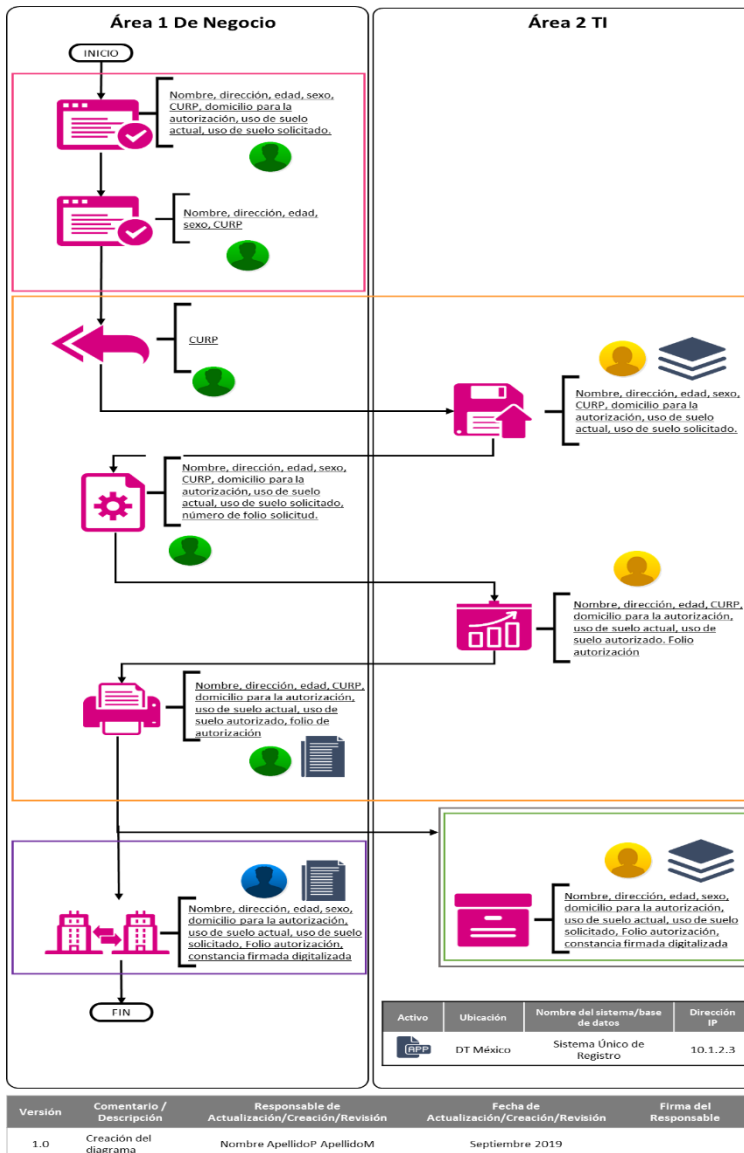 Área 1 De Negocio
Área 2 TI
INICIO
Nombre, dirección, edad, sexo,
CURP, domicilio para la
autorización, uso de suelo
actual, uso de suelo solicitado.
Nombre, dirección, edad,
sexo, CURP
CURP
Nombre, dirección, edad, sexo,
CURP, domicilio para la
autorización, uso de suelo
actual, uso de suelo solicitado.
Nombre, dirección, edad, sexo,
CURP, domicilio para la
autorización, uso de suelo
actual, uso de suelo solicitado,
número de folio solicitud.
Nombre, dirección, edad, CURP,
domicilio para la autorización,
uso de suelo actual, uso de
suelo autorizado. Folio
autorización
Nombre, dirección, edad, CURP,
domicilio para la autorización,
uso de suelo actual, uso de
suelo autorizado, folio de
autorización
Nombre, dirección, edad, sexo,
domicilio para la autorización,
uso de suelo actual, uso de suelo
solicitado, Folio autorización,
constancia firmada digitalizada
Nombre, dirección, edad, sexo,
domicilio para la autorización,
uso de suelo actual, uso de suelo
solicitado, Folio autorización,
constancia firmada digitalizada
FIN
Activo
Ubicación
Nombre del sistema/base
de datos
Dirección
IP
APP
DT México
Sistema Único de
Registro
10.1.2.3
Versión
Comentario /
Descripción
Responsable de
Actualización/Creación/Revisión
Fecha de
Actualización/Creación/Revisión
Firma del
Responsable
1.0
Creación del
diagrama
Nombre ApellidoP ApellidoM
Septiembre 2019